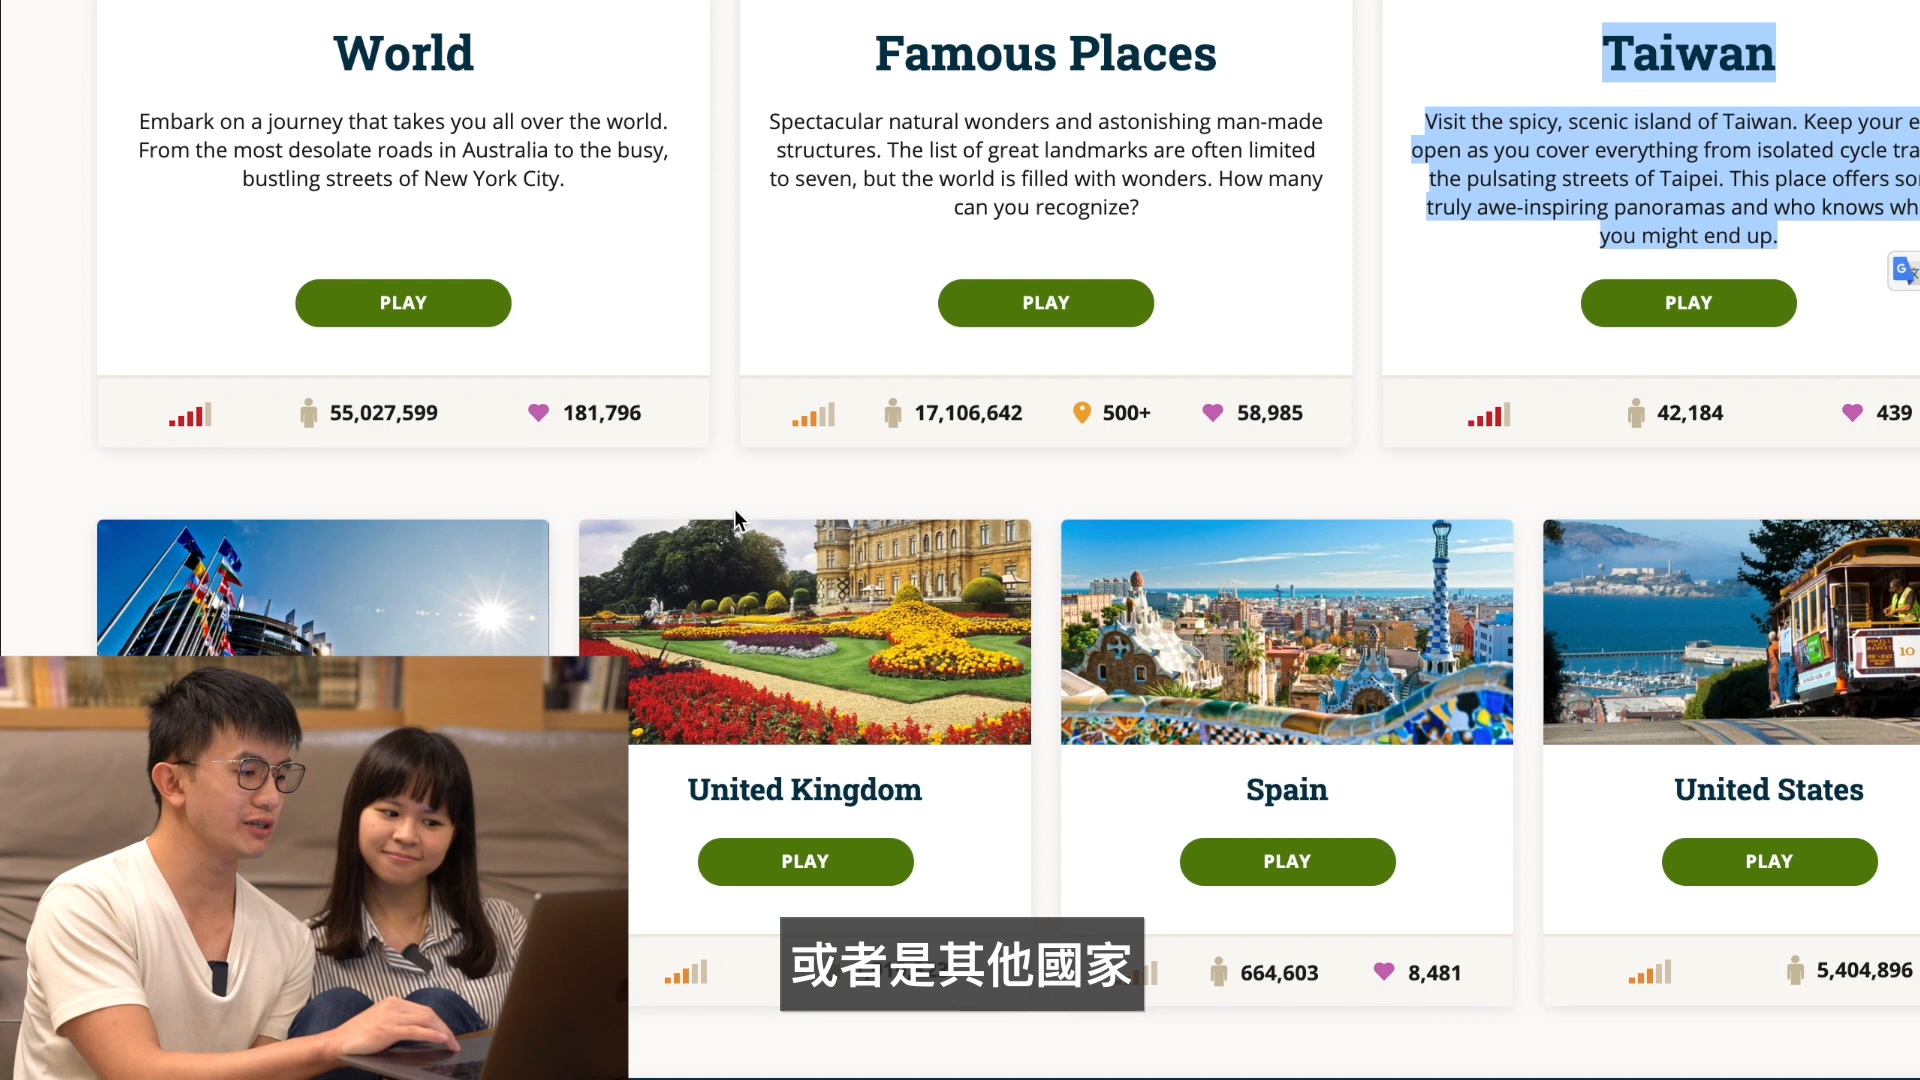 World
Embark on a journey that takes you all over the world.
From the most desolate roads in Australia to the busy,
bustling streets of New York City.
PLAY
55,027,599
181,796
Famous Places
Spectacular natural wonders and astonishing man-made
structures. The list of great landmarks are often limited
to seven, but the world is filled with wonders. How many
can you recognize?
PLAY
17,106,642
500+
58,985
Taiwan
Visit the spicy, scenic island of Taiwan. Keep your
open as you cover everything from isolated cycle
the pulsating streets of Taipei. This place offers
truly awe-inspiring panoramas and who knows
you might end up.
PLAY
42,184
439
United Kingdom
PLAY
Spain
PLAY
664,603
8,481
10
United States
PLAY
5,404,896
或者是其他國家